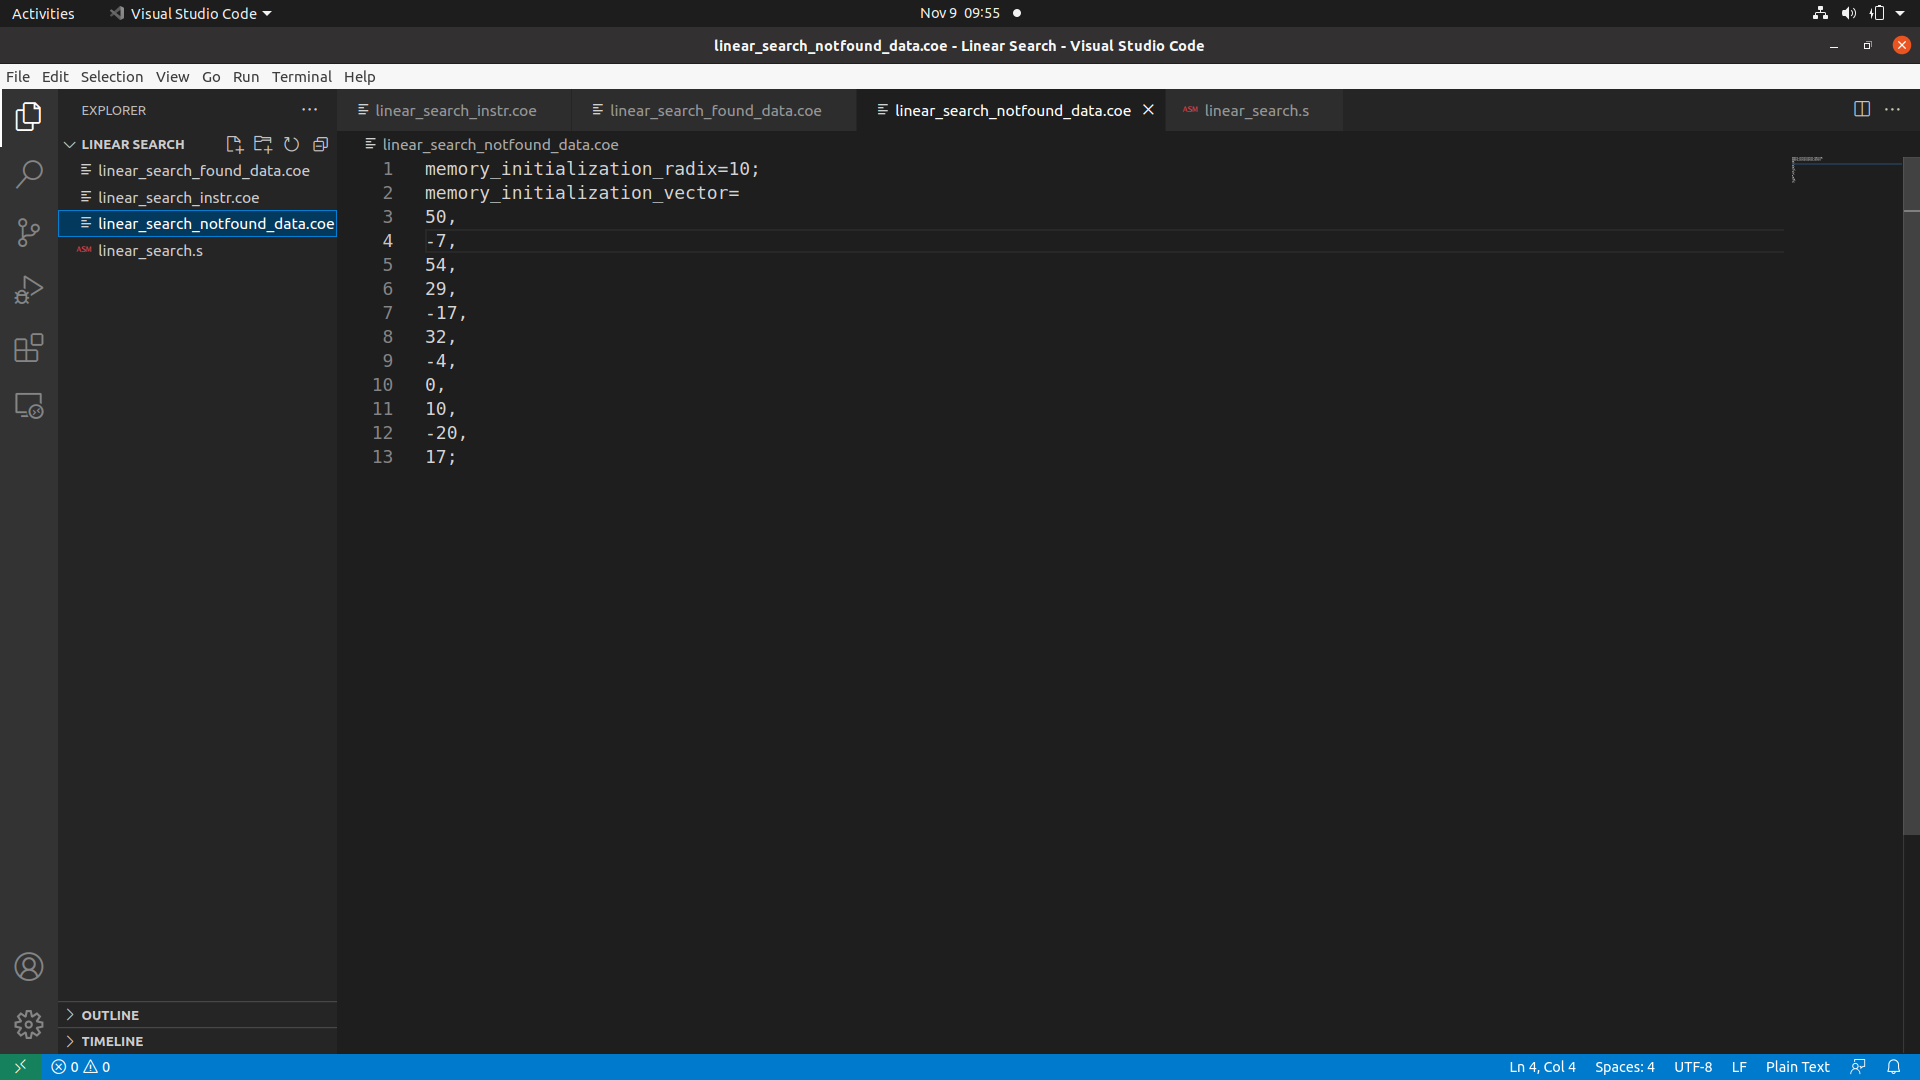 Activities
Visual Studio Code
Nov 9 09:55
linear_search_notfound_data.coe - Linear Search - Visual Studio Code
File Edit Selection View Go Run Terminal Help
EXPLORER
LINEAR SEARCH
linear_search_found_data.coe
linear_search_instr.coe
linear_search_notfound_data.coe
ASM linear_search.s
OUTLINE
TIMELINE
linear_search_instr.coe
linear_search_found_data.coe
linear_search_notfound_data.coe
ASM linear_search.s
linear_search_notfound_data.coe
1 memory_initialization_radix=10;
2 memory_initialization_vector=
3 50,
4 -7,
5 54,
6 29,
7 -17,
8 32,
9 -4,
10 0,
11 10,
12 -20,
13 17;
0 0
Ln 4, Col 4
Spaces: 4
UTF-8
LF
Plain Text